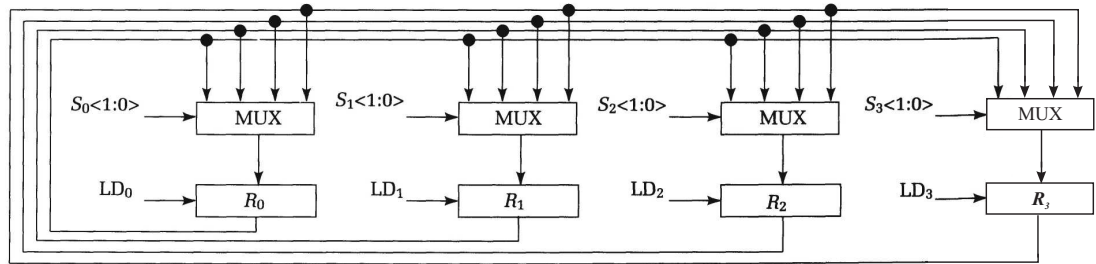 S₀<1:0>
MUX
S₁<1:0>
MUX
S₂<1:0>
MUX
S₃<1:0>
MUX
LD₀
R₀
LD₁
R₁
LD₂
R₂
LD₃
R₃